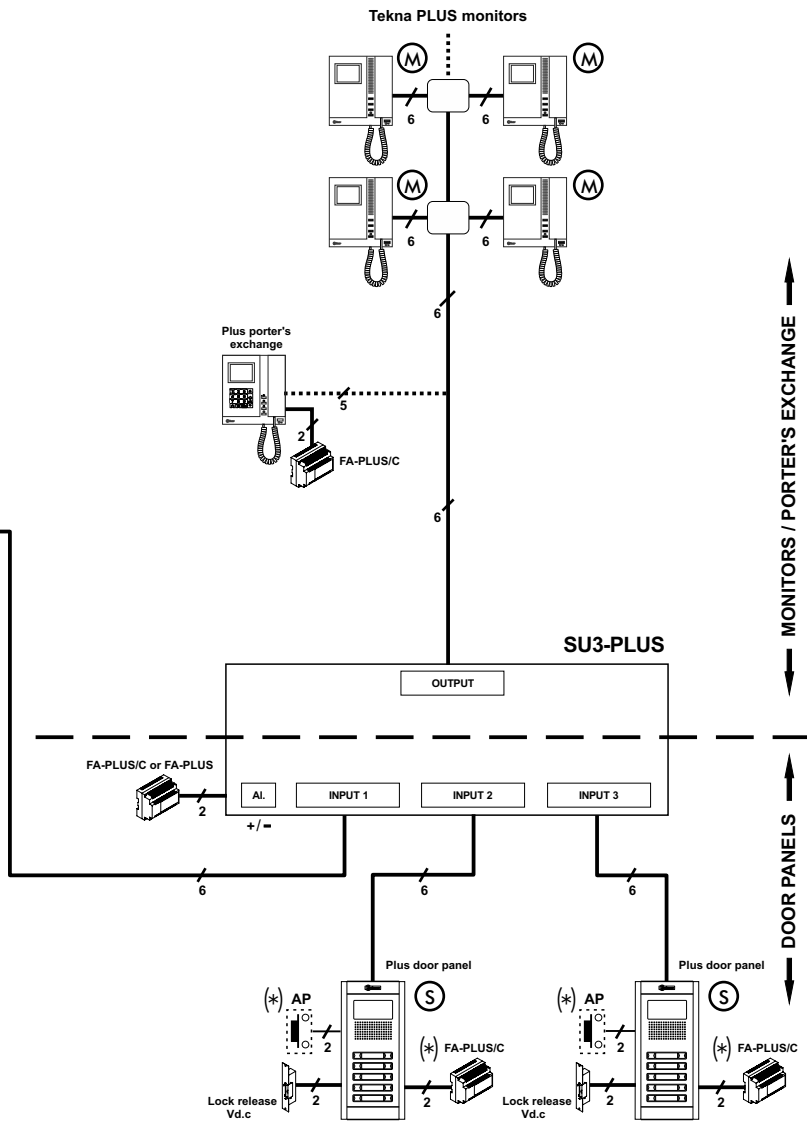 Tekna PLUS monitors
M
M
6
6
M
M
6
6
6
Plus porter's
exchange
5
2
FA-PLUS/C
6
MONITORS / PORTER'S EXCHANGE
SU3-PLUS
OUTPUT
FA-PLUS/C or FA-PLUS
2
AI.
INPUT 1
INPUT 2
INPUT 3
+/-
6
6
6
DOOR PANELS
Plus door panel
Plus door panel
(*) AP
S
(*) AP
S
2
2
(*) FA-PLUS/C
(*) FA-PLUS/C
Lock release
Vd.c
2
2
Lock release
Vd.c
2
2